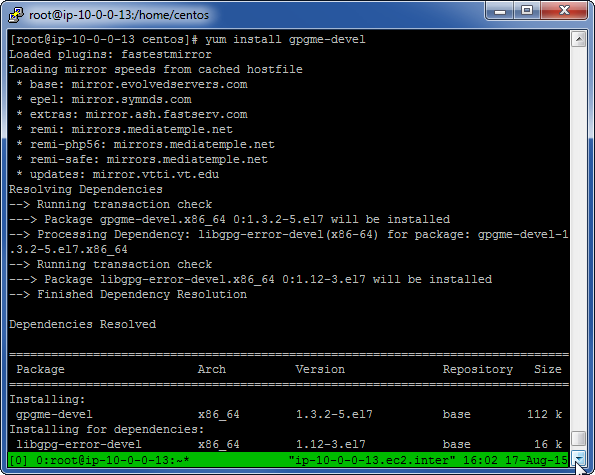 root@ip-10-0-0-13:/home/centos
[root@ip-10-0-0-13 centos]# yum install gpgme-devel
Loaded plugins: fastestmirror
Loading mirror speeds from cached hostfile
 * base: mirror.evolvedservers.com
 * epel: mirror.symnds.com
 * extras: mirror.ash.fastserv.com
 * remi: mirrors.mediatemple.net
 * remi-php56: mirrors.mediatemple.net
 * remi-safe: mirrors.mediatemple.net
 * updates: mirror.vtti.vt.edu
Resolving Dependencies
--> Running transaction check
---> Package gpgme-devel.x86_64 0:1.3.2-5.el7 will be installed
--> Processing Dependency: libgpg-error-devel(x86-64) for package: gpgme-devel-1
.3.2-5.el7.x86_64
--> Running transaction check
---> Package libgpg-error-devel.x86_64 0:1.12-3.el7 will be installed
--> Finished Dependency Resolution
Dependencies Resolved
================================================================================
 Package Arch Version Repository Size
================================================================================
Installing:
 gpgme-devel x86_64 1.3.2-5.el7 base 112 k
Installing for dependencies:
 libgpg-error-devel x86_64 1.12-3.el7 base 16 k
[0] 0:root@ip-10-0-0-13:~* "ip-10-0-0-13.ec2.inter" 16:02 17-Aug-15